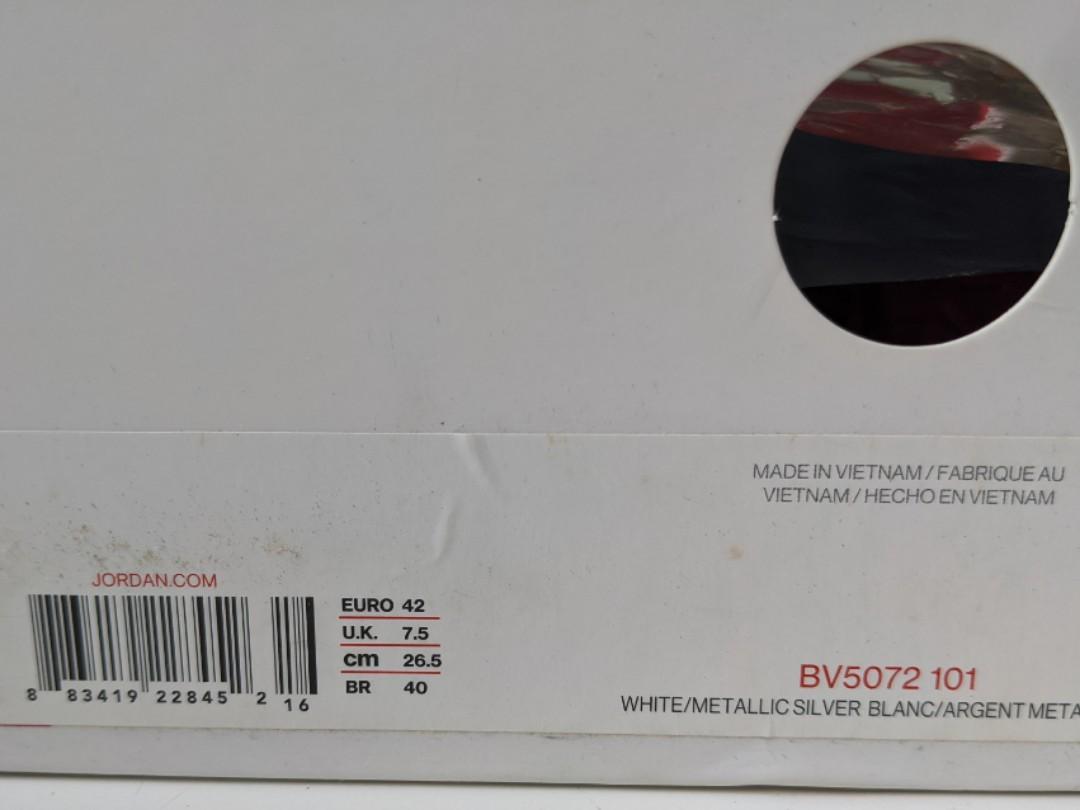 MADE IN VIETNAM / FABRIQUE AU
VIETNAM / HECHO EN VIETNAM
JORDAN.COM
EURO 42
U.K. 7.5
cm 26.5
BR 40
8 83419 22845 2 16
BV5072 101
WHITE/METALLIC SILVER BLANC/ARGENT META